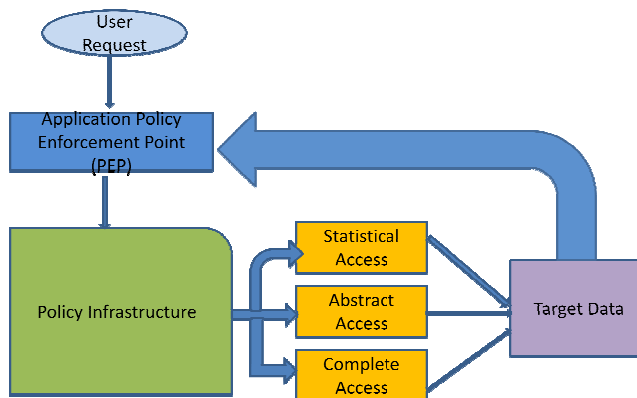 User
Request
Application Policy
Enforcement Point
(PEP)
Policy Infrastructure
Statistical
Access
Abstract
Access
Complete
Access
Target Data